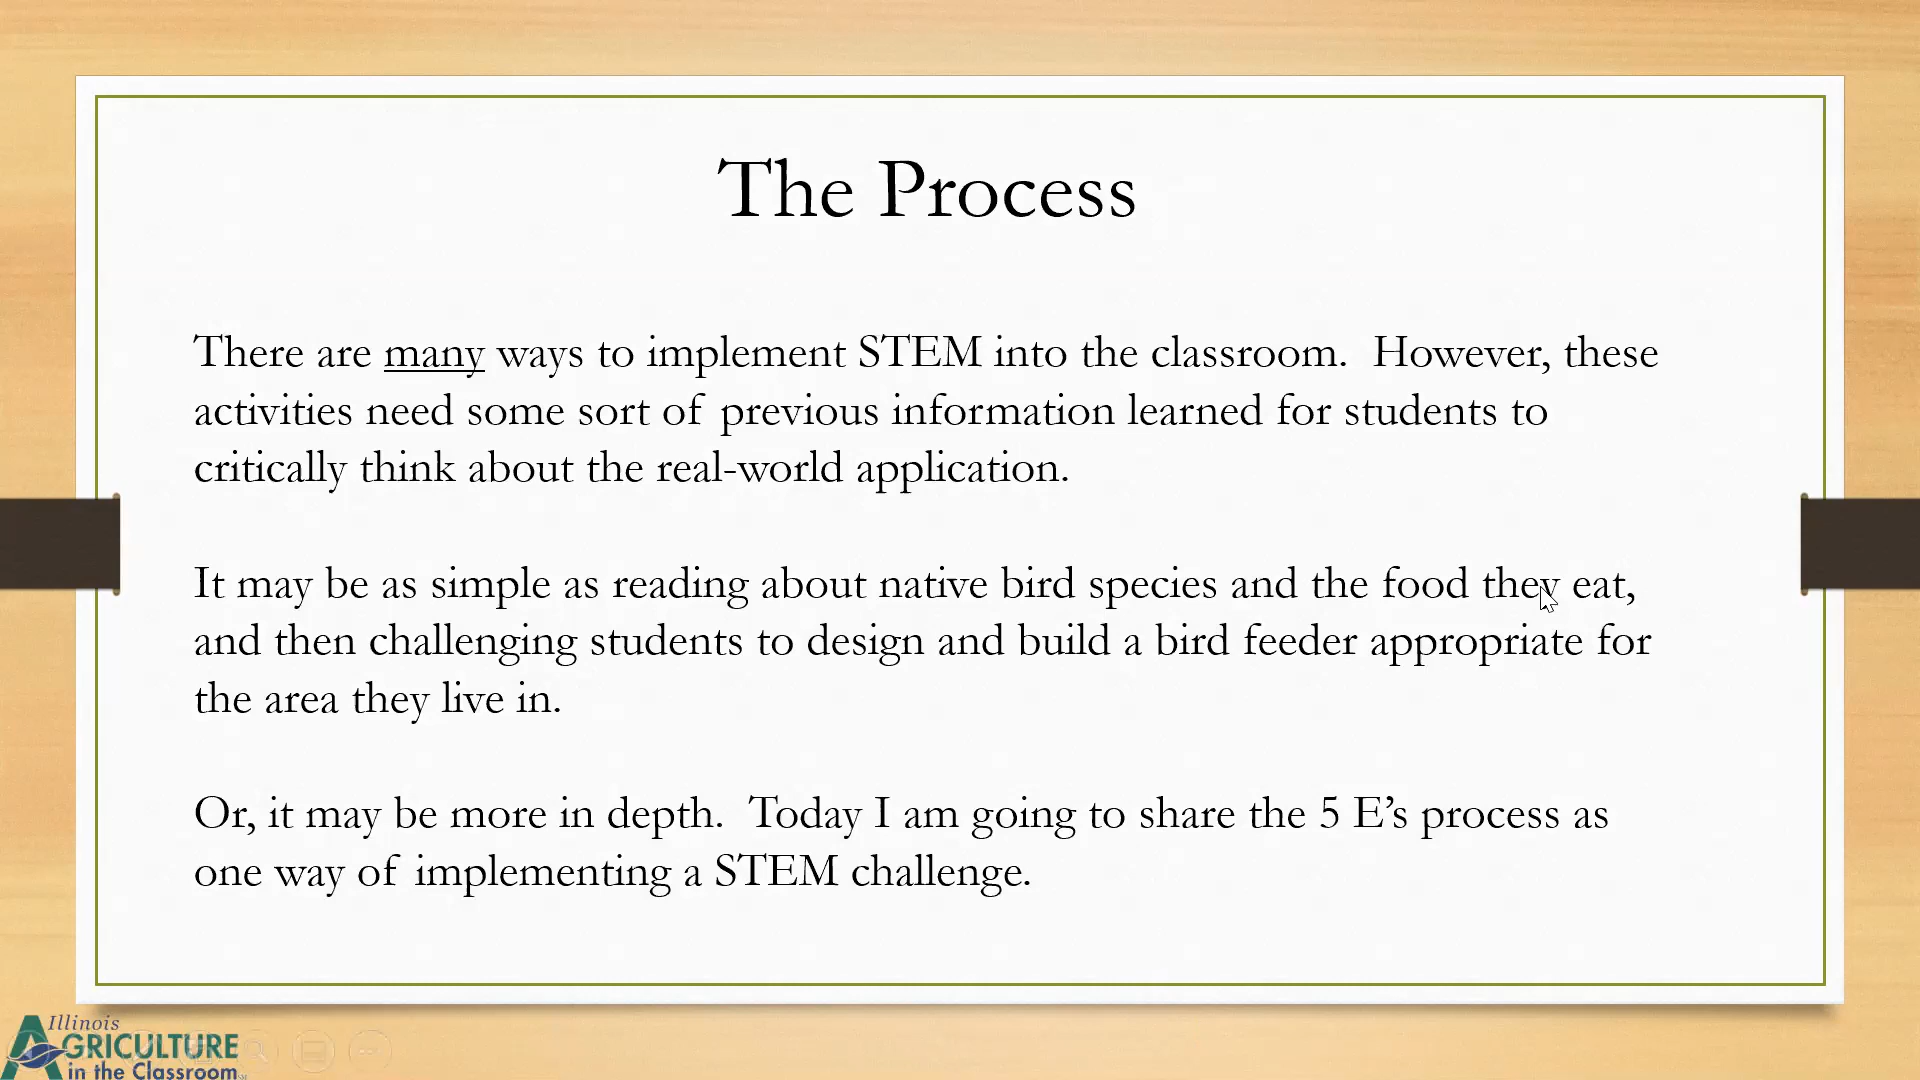 The Process
There are many ways to implement STEM into the classroom.  However, these
activities need some sort of previous information learned for students to
critically think about the real-world application.
It may be as simple as reading about native bird species and the food they eat,
and then challenging students to design and build a bird feeder appropriate for
the area they live in.
Or, it may be more in depth.  Today I am going to share the 5 E’s process as
one way of implementing a STEM challenge.
Illinois
AGRICULTURE
in the Classroom